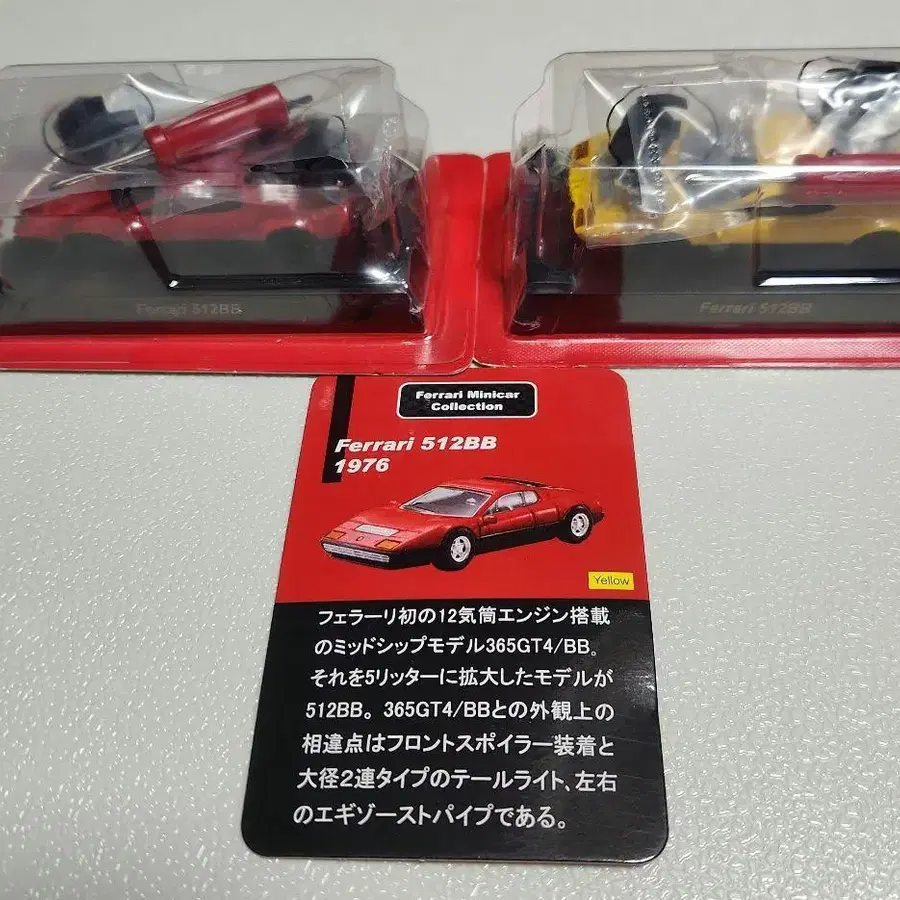 Ferrari 512BB
Ferrari 512BB
Ferrari Minicar
Collection
Ferrari 512BB
1976
Yellow
フェラーリ初の12気筒エンジン搭載
のミッドシップモデル365GT4/BB。
それを5リッターに拡大したモデルが
512BB。365GT4/BBとの外観上の
相違点はフロントスポイラー装着と
大径2連タイプのテールライト、左右
のエギゾーストパイプである。